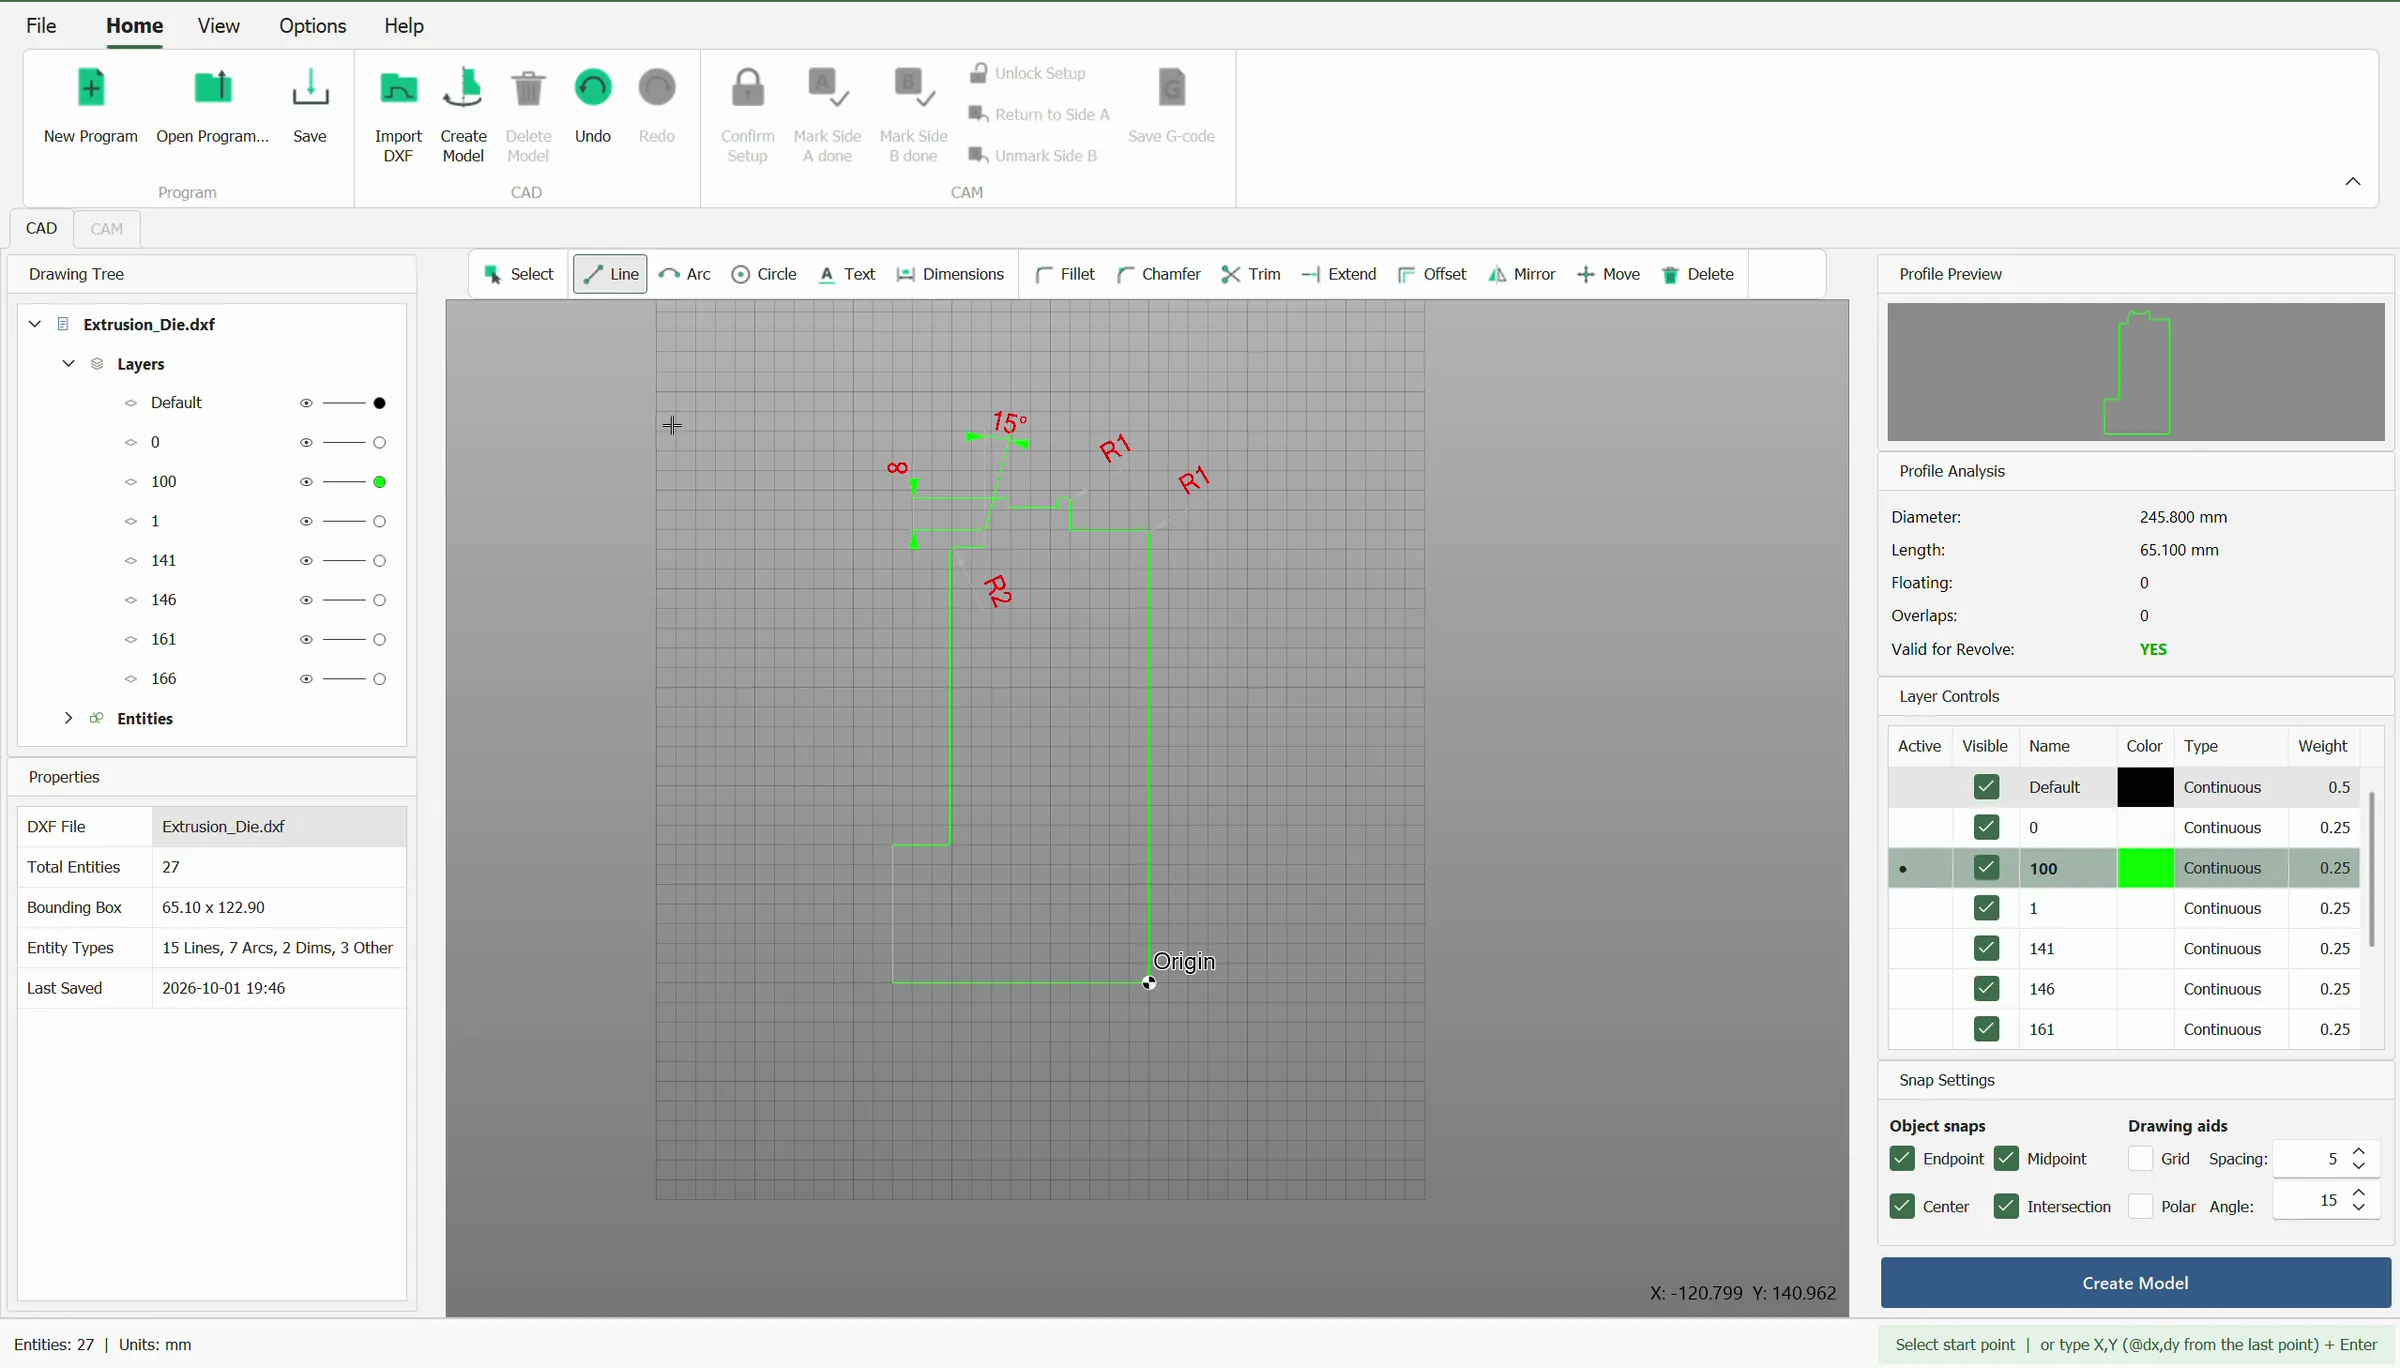 File Home View Options Help
New Program Open Program... Save
Import DXF Create Model Delete Model Undo Redo
Confirm Setup Mark Side A done Mark Side B done
Unlock Setup
Return to Side A
Unmark Side B
Save G-code
Program CAD CAM
CAD CAM
Drawing Tree
Extrusion_Die.dxf
Layers
Default
0
100
1
141
146
161
166
Entities
Properties
DXF File Extrusion_Die.dxf
Total Entities 27
Bounding Box 65.10 x 122.90
Entity Types 15 Lines, 7 Arcs, 2 Dims, 3 Other
Last Saved 2026-10-01 19:46
Select Line Arc Circle Text Dimensions Fillet Chamfer Trim Extend Offset Mirror Move Delete
15°
8
R1
R1
R2
Origin
X: -120.799 Y: 140.962
Profile Preview
Profile Analysis
Diameter: 245.800 mm
Length: 65.100 mm
Floating: 0
Overlaps: 0
Valid for Revolve: YES
Layer Controls
Active Visible Name Color Type Weight
Default Continuous 0.5
0 Continuous 0.25
100 Continuous 0.25
1 Continuous 0.25
141 Continuous 0.25
146 Continuous 0.25
161 Continuous 0.25
Snap Settings
Object snaps Drawing aids
Endpoint Midpoint Grid Spacing: 5
Center Intersection Polar Angle: 15
Create Model
Entities: 27 | Units: mm
Select start point | or type X,Y (@dx,dy from the last point) + Enter